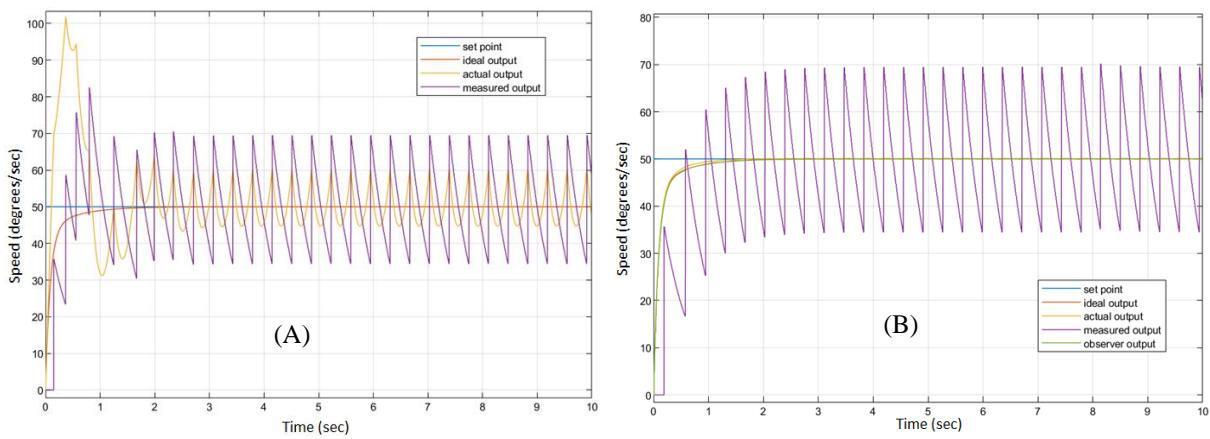 100
90
80
70
60
50
40
30
20
10
0
Speed (degrees/sec)
set point
ideal output
actual output
measured output
(A)
0 1 2 3 4 5 6 7 8 9 10
Time (sec)
80
70
60
50
40
30
20
10
0
Speed (degrees/sec)
set point
ideal output
actual output
measured output
observer output
(B)
0 1 2 3 4 5 6 7 8 9 10
Time (sec)